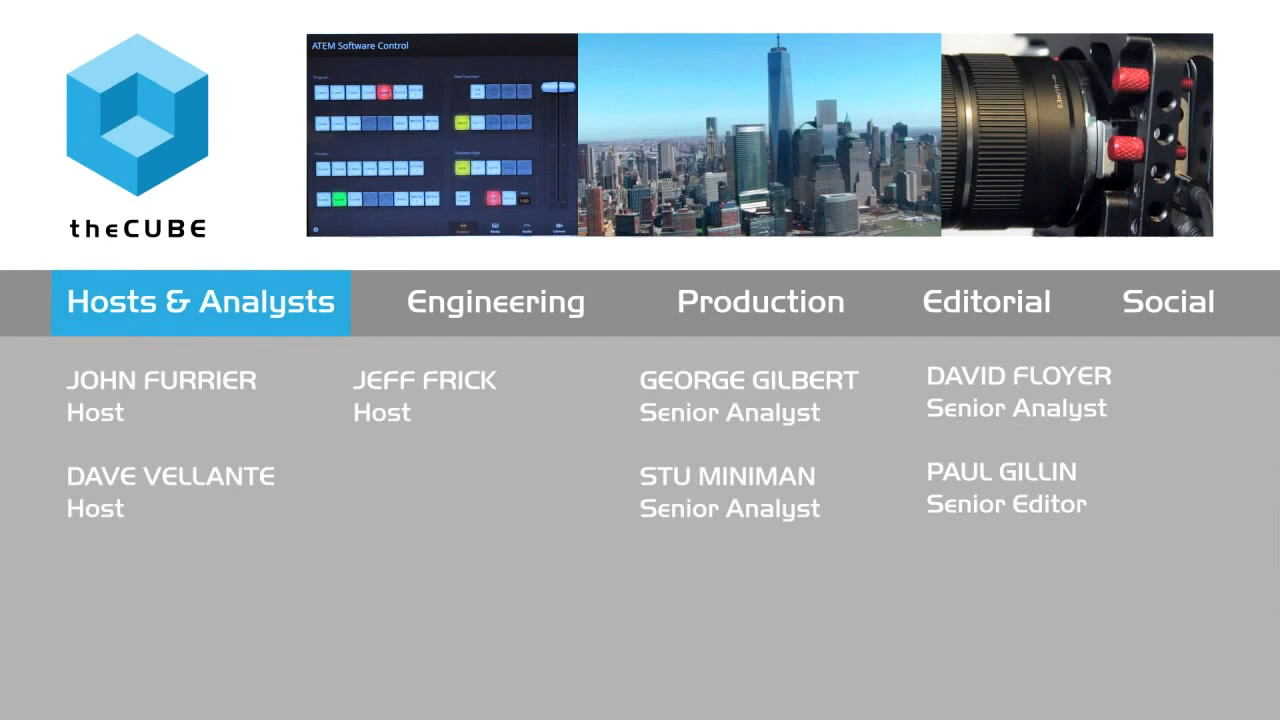 theCUBE
ATEM Software Control
Hosts & Analysts
Engineering
Production
Editorial
Social
JOHN FURRIER
Host
JEFF FRICK
Host
GEORGE GILBERT
Senior Analyst
DAVID FLOYER
Senior Analyst
DAVE VELLANTE
Host
STU MINIMAN
Senior Analyst
PAUL GILLIN
Senior Editor